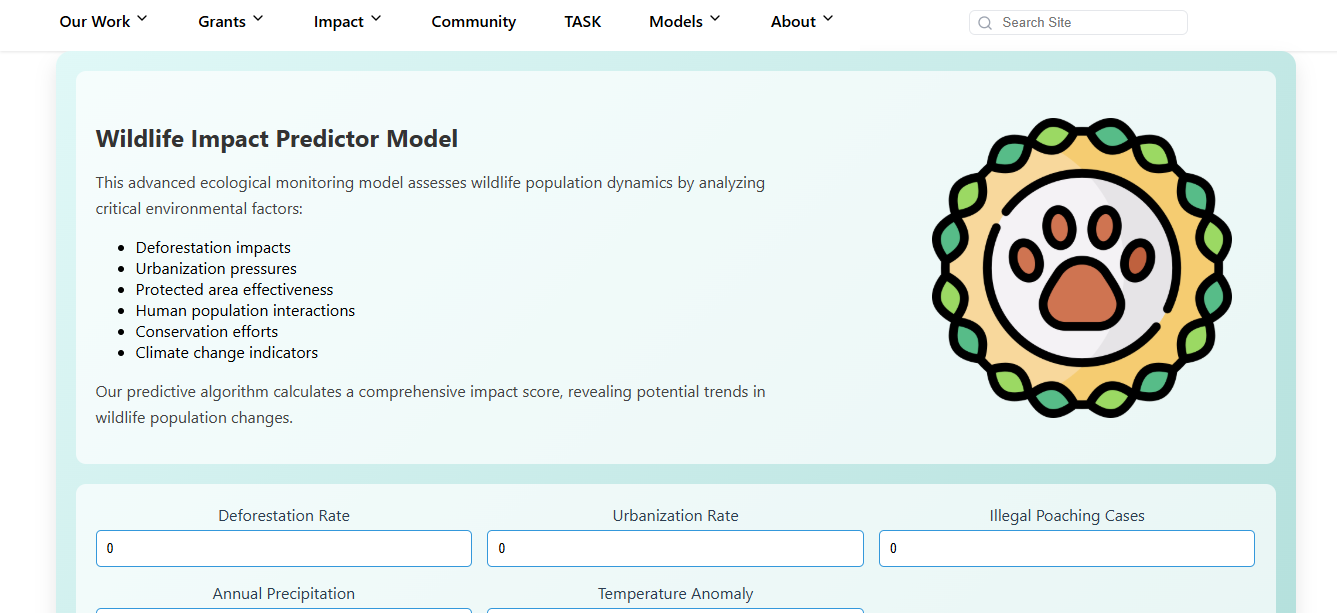 Our Work Grants Impact Community TASK Models About Search Site
Wildlife Impact Predictor Model
This advanced ecological monitoring model assesses wildlife population dynamics by analyzing
critical environmental factors:
Deforestation impacts
Urbanization pressures
Protected area effectiveness
Human population interactions
Conservation efforts
Climate change indicators
Our predictive algorithm calculates a comprehensive impact score, revealing potential trends in
wildlife population changes.
Deforestation Rate Urbanization Rate Illegal Poaching Cases
0 0 0
Annual Precipitation Temperature Anomaly